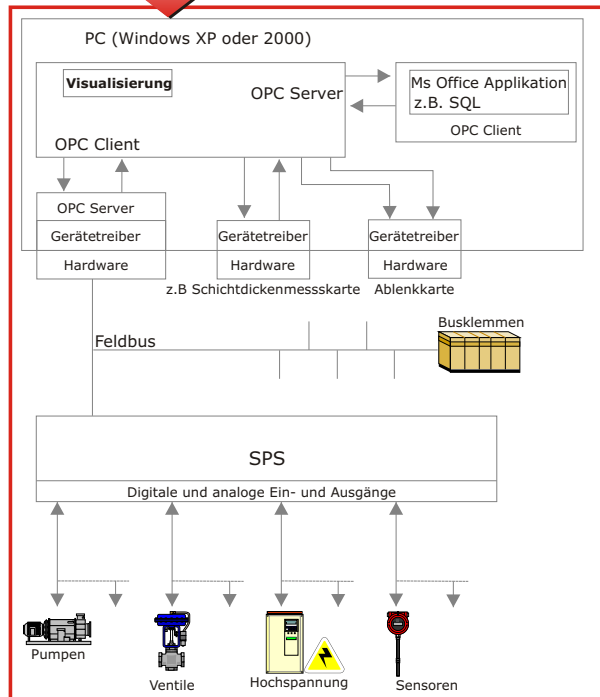 PC (Windows XP oder 2000)
Visualisierung
OPC Server
OPC Client
Ms Office Applikation
z.B. SQL
OPC Client
OPC Server
Gerätetreiber
Hardware
Gerätetreiber
Hardware
z.B Schichtdickenmessskarte
Gerätetreiber
Hardware
Ablenkkarte
Feldbus
Busklemmen
SPS
Digitale und analoge Ein- und Ausgänge
Pumpen
Ventile
Hochspannung
Sensoren